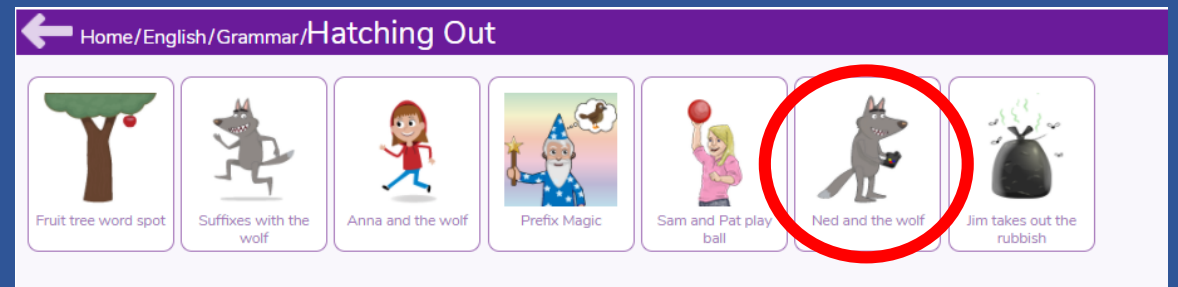 Home/English/Grammar/Hatching Out
Fruit tree word spot
Suffixes with the
wolf
Anna and the wolf
Prefix Magic
Sam and Pat play
ball
Ned and the wolf
Jim takes out the
rubbish